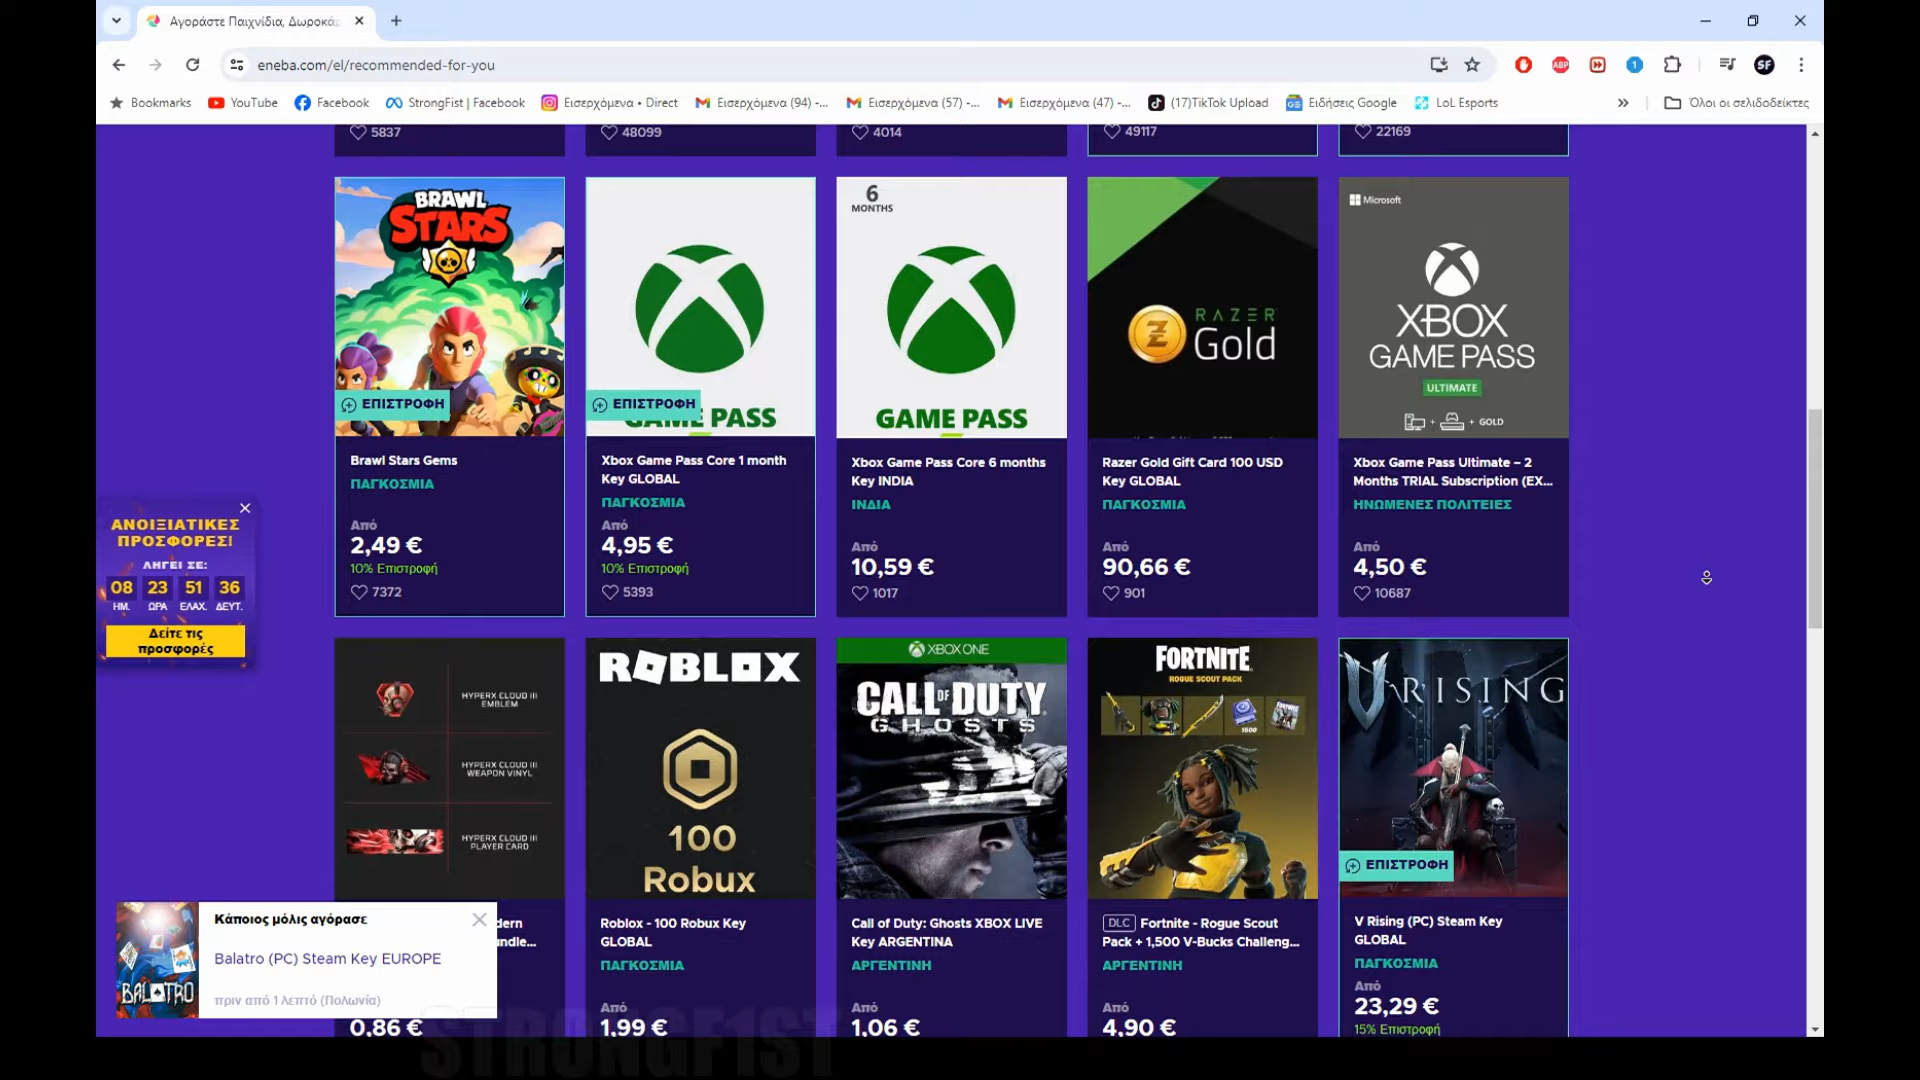 Αγοράστε Παιχνίδια, Δωροκάρ
eneba.com/el/recommended-for-you
ABP
1
SF
Bookmarks
YouTube
Facebook
StrongFist | Facebook
Εισερχόμενα • Direct
Εισερχόμενα (94) -...
Εισερχόμενα (57) -...
Εισερχόμενα (47) -...
(17)TikTok Upload
Ειδήσεις Google
LoL Esports
»
Όλοι οι σελιδοδείκτες
5837
48099
4014
49117
22169
BRAWL
STARS
ΕΠΙΣΤΡΟΦΗ
Brawl Stars Gems
ΠΑΓΚΟΣΜΙΑ
Από
2,49 €
10% Επιστροφή
7372
ΕΠΙΣΤΡΟΦΗ
GAME PASS
Xbox Game Pass Core 1 month
Key GLOBAL
ΠΑΓΚΟΣΜΙΑ
Από
4,95 €
10% Επιστροφή
5393
6
MONTHS
GAME PASS
Xbox Game Pass Core 6 months
Key INDIA
ΙΝΔΙΑ
Από
10,59 €
1017
RAZER
Gold
Razer Gold Gift Card 100 USD
Key GLOBAL
ΠΑΓΚΟΣΜΙΑ
Από
90,66 €
901
Microsoft
XBOX
GAME PASS
ULTIMATE
+ + GOLD
Xbox Game Pass Ultimate – 2
Months TRIAL Subscription (EX...
ΗΝΩΜΕΝΕΣ ΠΟΛΙΤΕΙΕΣ
Από
4,50 €
10687
ΑΝΟΙΞΙΑΤΙΚΕΣ
ΠΡΟΣΦΟΡΕΣ!
ΛΗΓΕΙ ΣΕ:
08 23 51 36
ΗΜ. ΩΡΑ ΕΛΑΧ. ΔΕΥΤ.
Δείτε τις
προσφορές
HYPERX CLOUD III
EMBLEM
HYPERX CLOUD III
WEAPON VINYL
HYPERX CLOUD III
PLAYER CARD
dern
undle...
0,86 €
ROBLOX
100
Robux
Roblox - 100 Robux Key
GLOBAL
ΠΑΓΚΟΣΜΙΑ
Από
1,99 €
XBOX ONE
CALL OF DUTY
GHOSTS
Call of Duty: Ghosts XBOX LIVE
Key ARGENTINA
ΑΡΓΕΝΤΙΝΗ
Από
1,06 €
FORTNITE
ROGUE SCOUT PACK
1500
DLC Fortnite - Rogue Scout
Pack + 1,500 V-Bucks Challeng...
ΑΡΓΕΝΤΙΝΗ
Από
4,90 €
V RISING
ΕΠΙΣΤΡΟΦΗ
V Rising (PC) Steam Key
GLOBAL
ΠΑΓΚΟΣΜΙΑ
Από
23,29 €
15% Επιστροφή
BALATRO
Κάποιος μόλις αγόρασε
Balatro (PC) Steam Key EUROPE
πριν από 1 λεπτό (Πολωνία)
STRONGF1ST